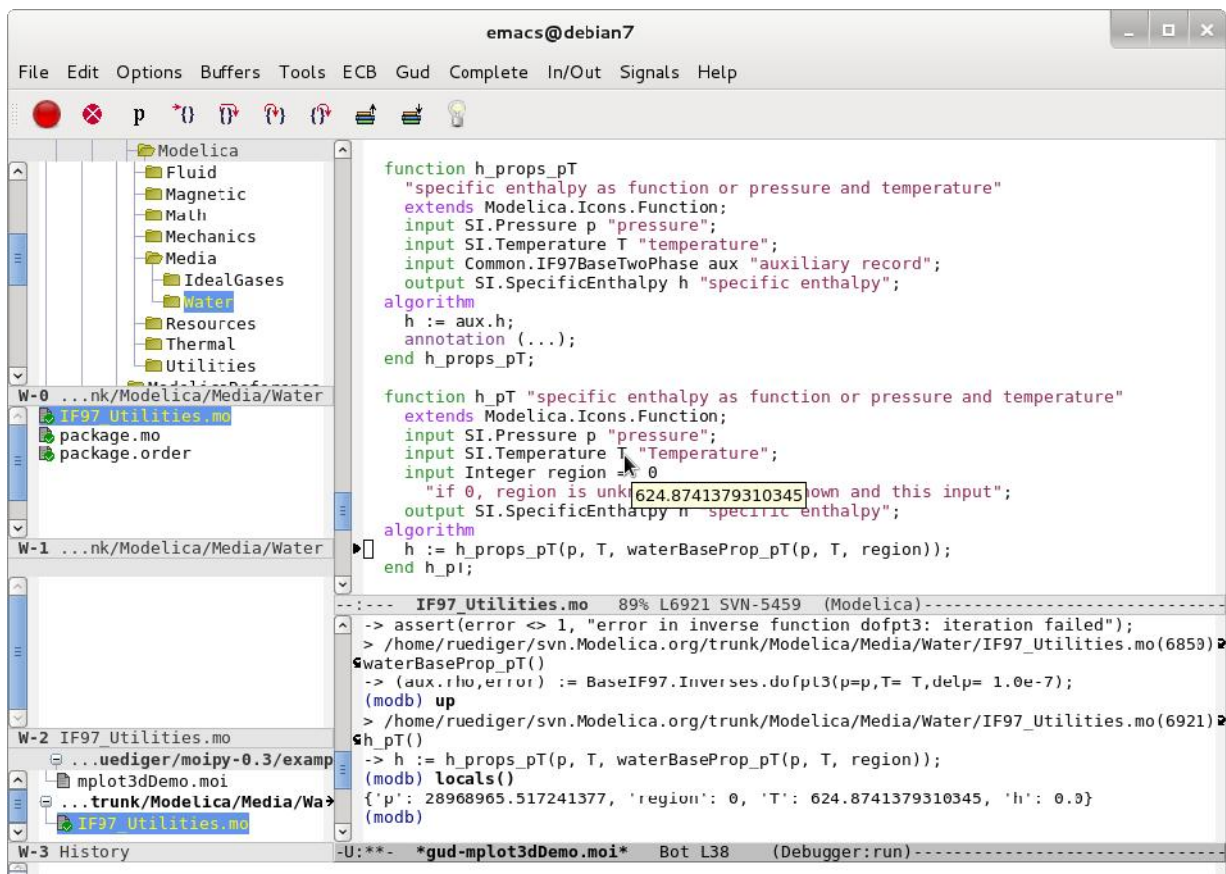 emacs@debian7
File Edit Options Buffers Tools ECB Gud Complete In/Out Signals Help
p
Modelica
Fluid
Magnetic
Math
Mechanics
Media
IdealGases
Water
Resources
Thermal
Utilities
W-0 ...nk/Modelica/Media/Water
IF97_Utilities.mo
package.mo
package.order
W-1 ...nk/Modelica/Media/Water
W-2 IF97_Utilities.mo
...uediger/moipy-0.3/examp
mplot3dDemo.moi
...trunk/Modelica/Media/Wa
IF97_Utilities.mo
W-3 History
function h_props_pT
"specific enthalpy as function or pressure and temperature"
extends Modelica.Icons.Function;
input SI.Pressure p "pressure";
input SI.Temperature T "temperature";
input Common.IF97BaseTwoPhase aux "auxiliary record";
output SI.SpecificEnthalpy h "specific enthalpy";
algorithm
h := aux.h;
annotation (...);
end h_props_pT;
function h_pT "specific enthalpy as function or pressure and temperature"
extends Modelica.Icons.Function;
input SI.Pressure p "pressure";
input SI.Temperature T "Temperature";
input Integer region = 0
"if 0, region is unk 624.8741379310345 own and this input";
output SI.SpecificEnthalpy h "specific enthalpy";
algorithm
h := h_props_pT(p, T, waterBaseProp_pT(p, T, region));
end h_pT;
--:--- IF97_Utilities.mo 89% L6921 SVN-5459 (Modelica)------------------------------
-> assert(error <> 1, "error in inverse function dofpt3: iteration failed");
> /home/ruediger/svn.Modelica.org/trunk/Modelica/Media/Water/IF97_Utilities.mo(6850)
waterBaseProp_pT()
-> (aux.rho,error) := BaseIF97.Inverses.dofpt3(p=p,T= T,delp= 1.0e-7);
(modb) up
> /home/ruediger/svn.Modelica.org/trunk/Modelica/Media/Water/IF97_Utilities.mo(6921)
h_pT()
-> h := h_props_pT(p, T, waterBaseProp_pT(p, T, region));
(modb) locals()
{'p': 28968965.517241377, 'region': 0, 'T': 624.8741379310345, 'h': 0.0}
(modb)
-U:**- *gud-mplot3dDemo.moi* Bot L38 (Debugger:run)-------------------------------